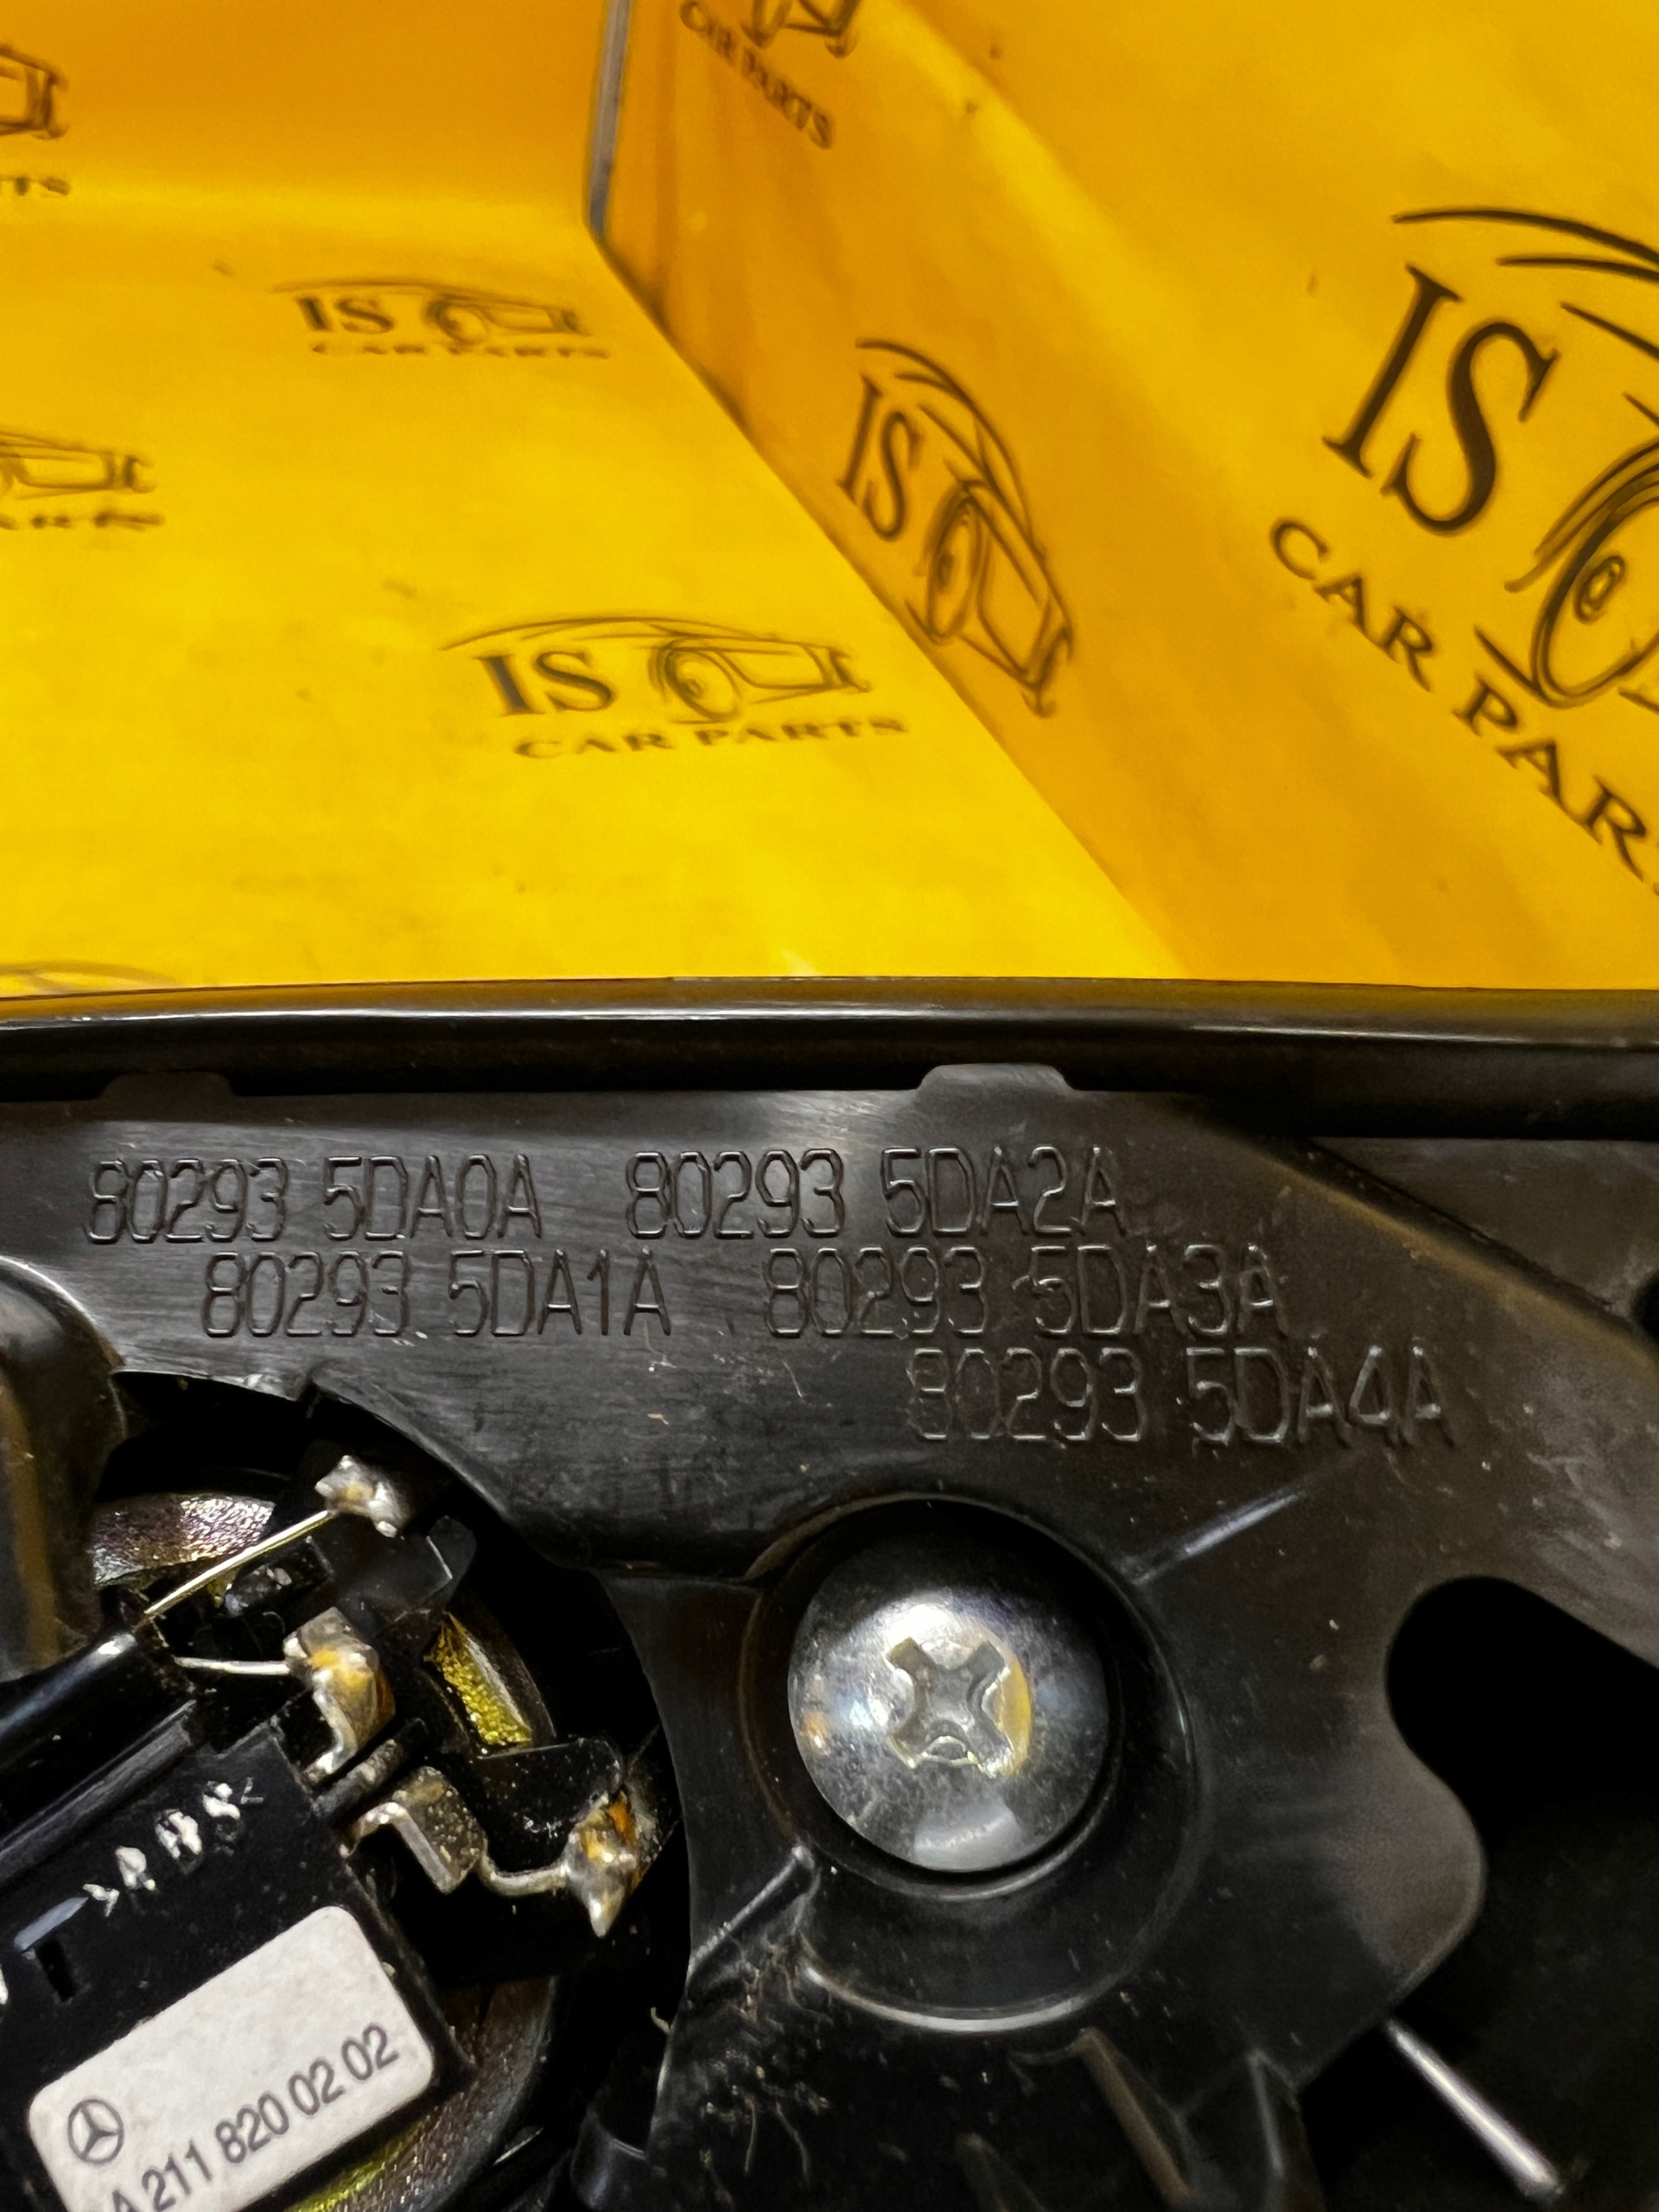 CAR PARTS
IS
CAR PARTS
IS
IS
CAR PARTS
IS
CAR PARTS
80293 5DA0A 80293 5DA2A
80293 5DA1A 80293 5DA3A
80293 5DA4A
A 211 820 02 02